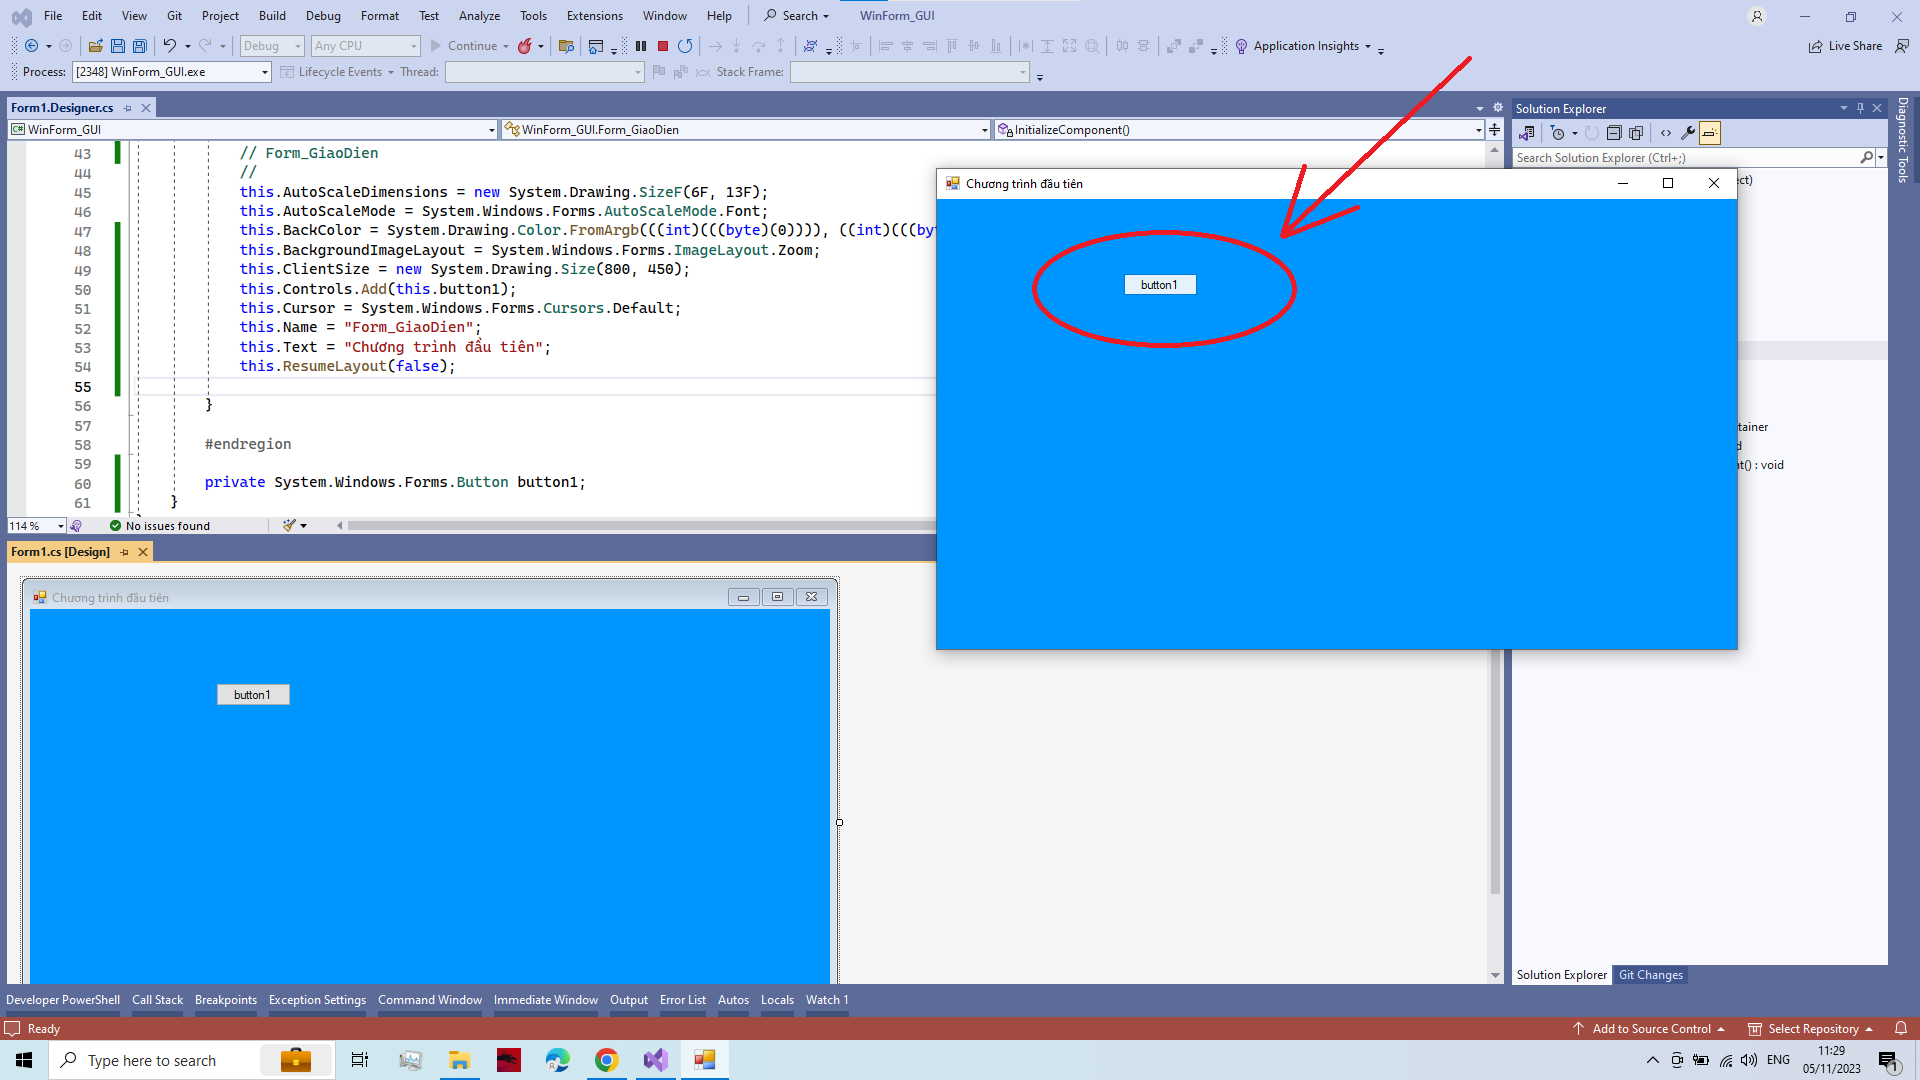 File Edit View Git Project Build Debug Format Test Analyze Tools Extensions Window Help Search WinForm_GUI
Debug Any CPU Continue Application Insights Live Share
Process: [2348] WinForm_GUI.exe Lifecycle Events Thread: Stack Frame:
Form1.Designer.cs
WinForm_GUI WinForm_GUI.Form_GiaoDien InitializeComponent()
43 // Form_GiaoDien
44 //
45 this.AutoScaleDimensions = new System.Drawing.SizeF(6F, 13F);
46 this.AutoScaleMode = System.Windows.Forms.AutoScaleMode.Font;
47 this.BackColor = System.Drawing.Color.FromArgb(((int)(((byte)(0)))), ((int)(((by
48 this.BackgroundImageLayout = System.Windows.Forms.ImageLayout.Zoom;
49 this.ClientSize = new System.Drawing.Size(800, 450);
50 this.Controls.Add(this.button1);
51 this.Cursor = System.Windows.Forms.Cursors.Default;
52 this.Name = "Form_GiaoDien";
53 this.Text = "Chương trình đầu tiên";
54 this.ResumeLayout(false);
55
56 }
57
58 #endregion
59
60 private System.Windows.Forms.Button button1;
61 }
114 % No issues found
Form1.cs [Design]
Chương trình đầu tiên
button1
Chương trình đầu tiên
button1
Solution Explorer
Search Solution Explorer (Ctrl+;)
ct)
tainer
d
nt() : void
Diagnostic Tools
Solution Explorer Git Changes
Developer PowerShell Call Stack Breakpoints Exception Settings Command Window Immediate Window Output Error List Autos Locals Watch 1
Ready Add to Source Control Select Repository
Type here to search
ENG
11:29
05/11/2023
1